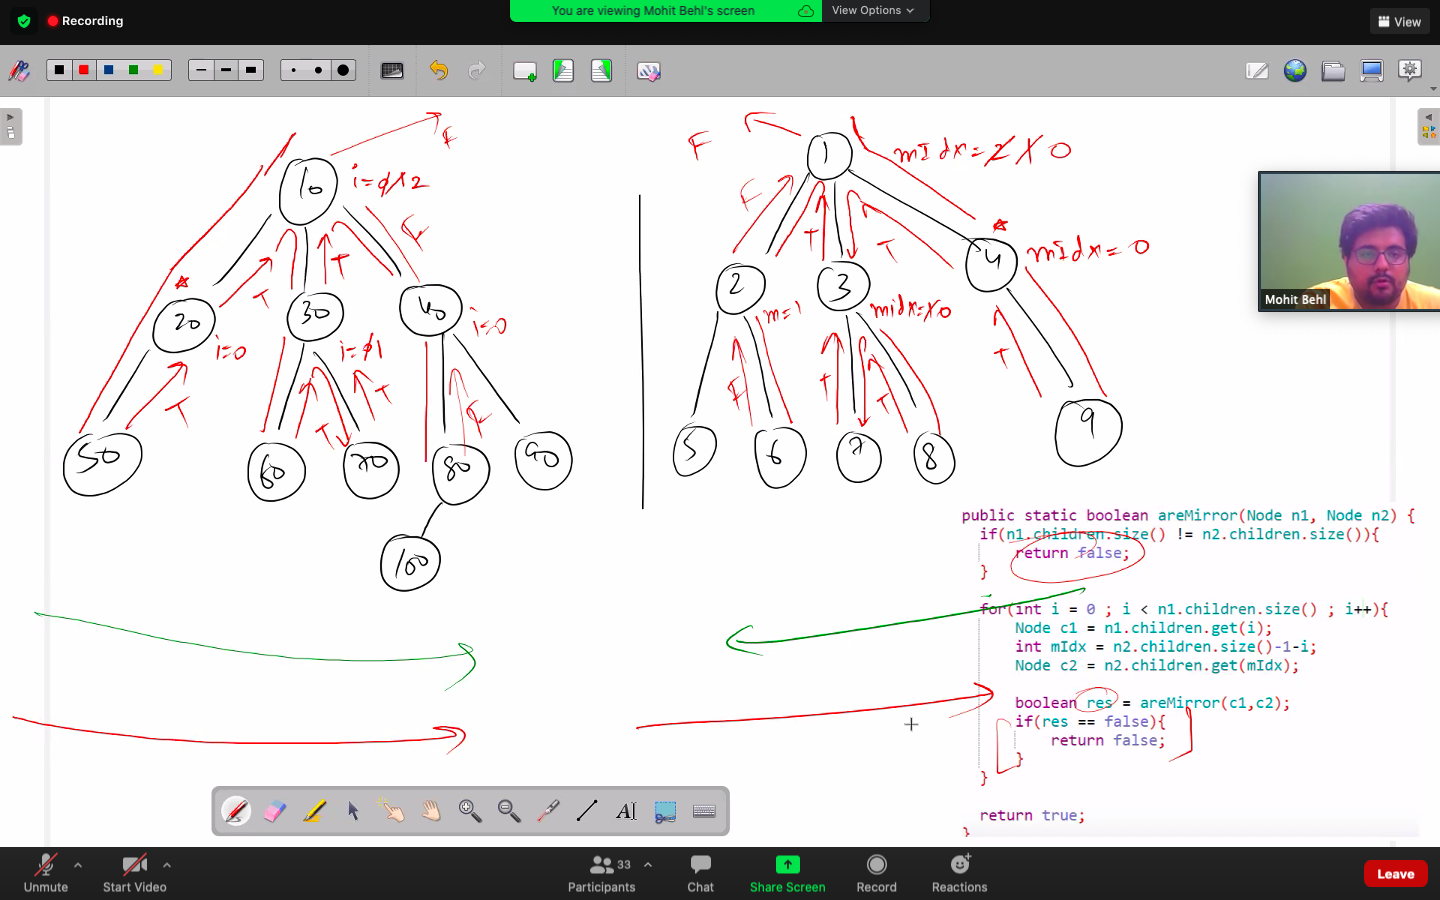 Recording
You are viewing Mohit Behl's screen
View Options
View
F
10
i=0 1 2
F
20
T
T
30
40
i=0
i=0
i=0 1
T
T
T
F
50
60
70
80
90
100
F
1
mIdx=2 1 0
F
T
T
2
3
4
mIdx=0
m=1
midx=1 0
F
T
T
T
5
6
7
8
9
Mohit Behl
public static boolean areMirror(Node n1, Node n2) {
if(n1.children.size() != n2.children.size()){
return false;
}
for(int i = 0 ; i < n1.children.size() ; i++){
Node c1 = n1.children.get(i);
int mIdx = n2.children.size()-1-i;
Node c2 = n2.children.get(mIdx);
boolean res = areMirror(c1,c2);
if(res == false){
return false;
}
}
return true;
}
Unmute
Start Video
Participants
33
Chat
Share Screen
Record
Reactions
Leave